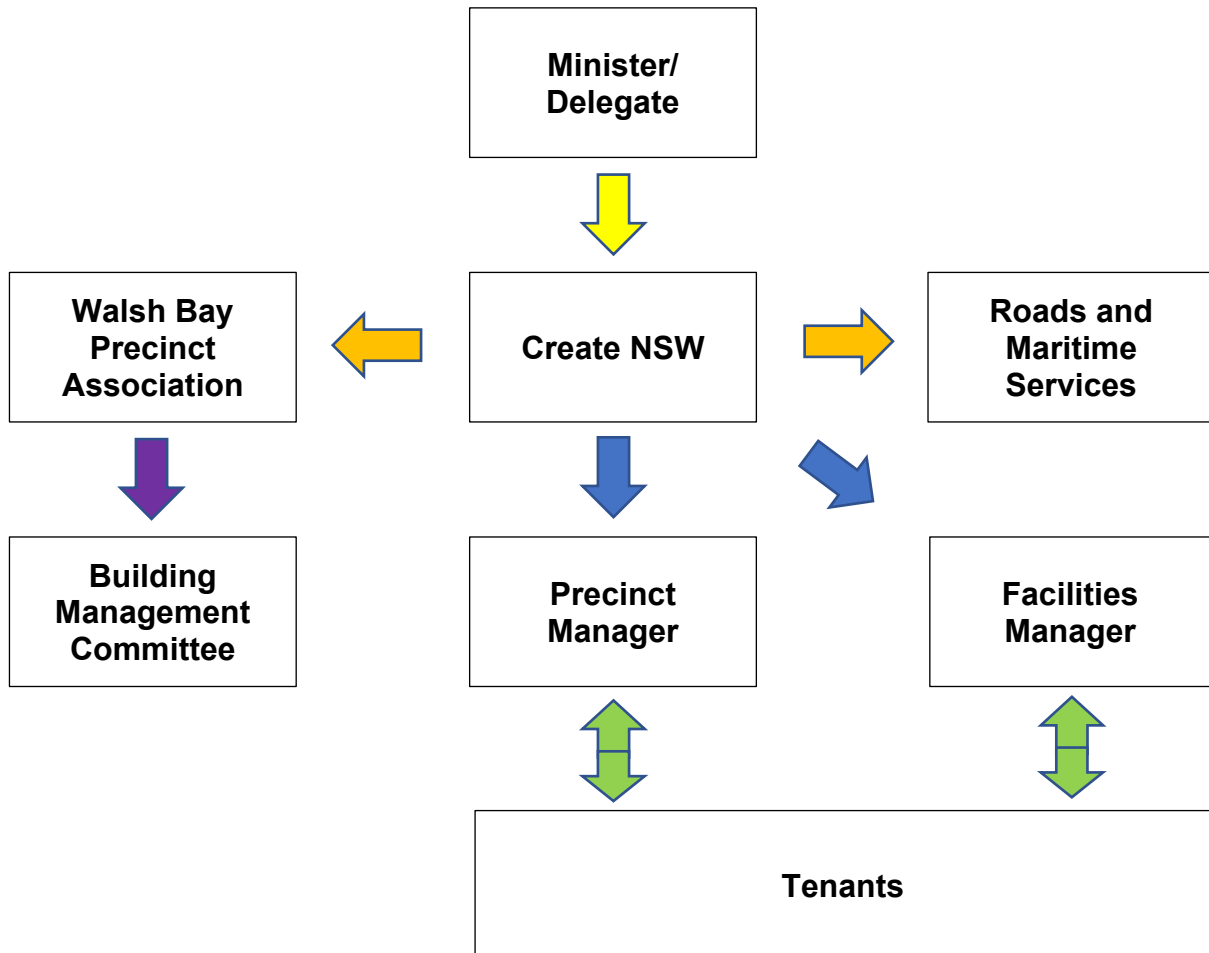 Minister/
Delegate
Walsh Bay
Precinct
Association
Create NSW
Roads and
Maritime
Services
Building
Management
Committee
Precinct
Manager
Facilities
Manager
Tenants